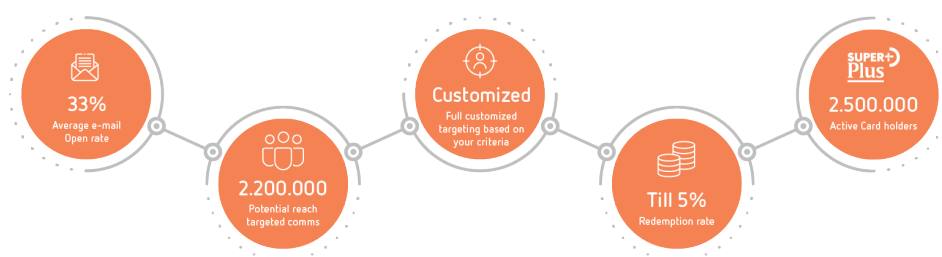 33%
Average e-mail
Open rate
2.200.000
Potential reach
targeted comms
Customized
Full customized
targeting based on
your criteria
Till 5%
Redemption rate
SUPER
Plus
2.500.000
Active Card holders